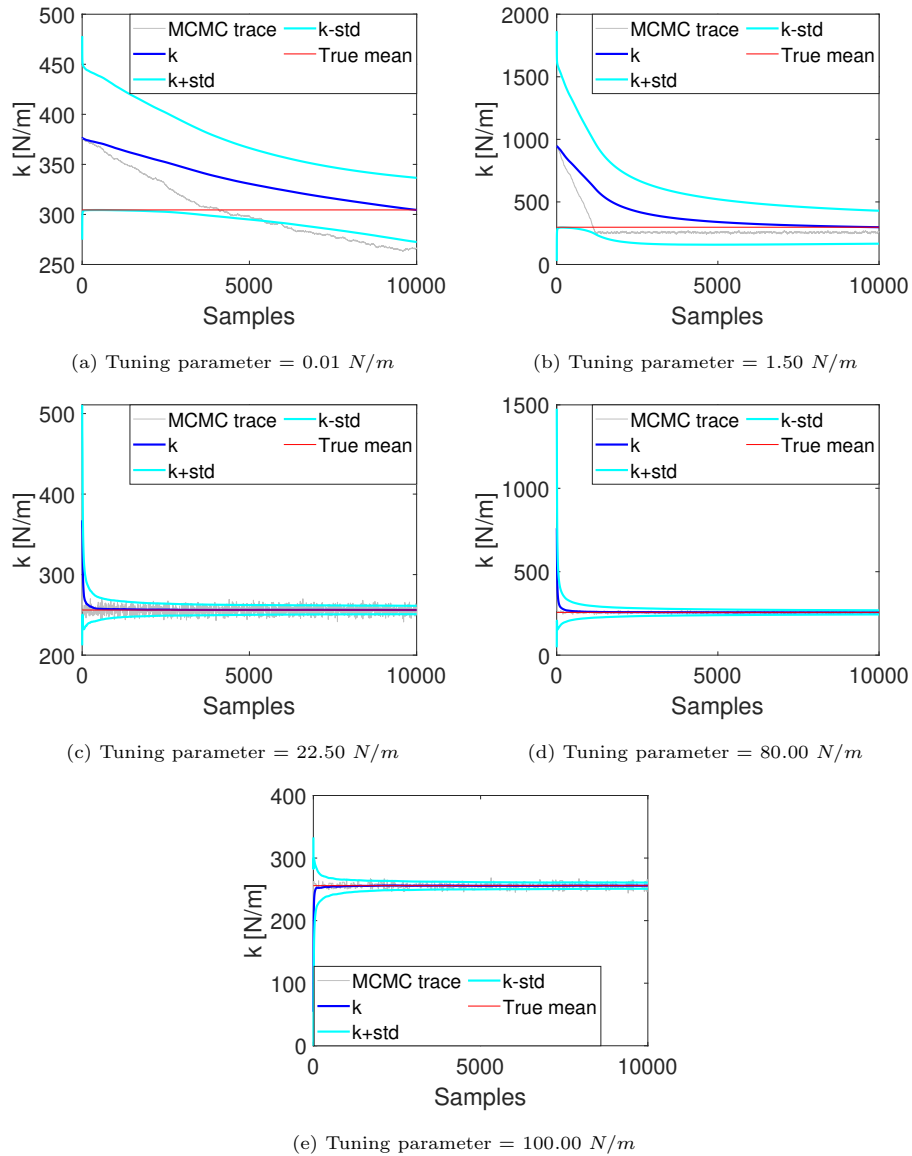 MCMC trace
k
k+std
k-std
True mean
k [N/m]
500
450
400
350
300
250
0
5000
10000
Samples
(a) Tuning parameter = 0.01 N/m
MCMC trace
k
k+std
k-std
True mean
k [N/m]
2000
1500
1000
500
0
0
5000
10000
Samples
(b) Tuning parameter = 1.50 N/m
MCMC trace
k
k+std
k-std
True mean
k [N/m]
500
400
300
200
0
5000
10000
Samples
(c) Tuning parameter = 22.50 N/m
MCMC trace
k
k+std
k-std
True mean
k [N/m]
1500
1000
500
0
0
5000
10000
Samples
(d) Tuning parameter = 80.00 N/m
k [N/m]
400
300
200
100
0
MCMC trace
k
k+std
k-std
True mean
0
5000
10000
Samples
(e) Tuning parameter = 100.00 N/m